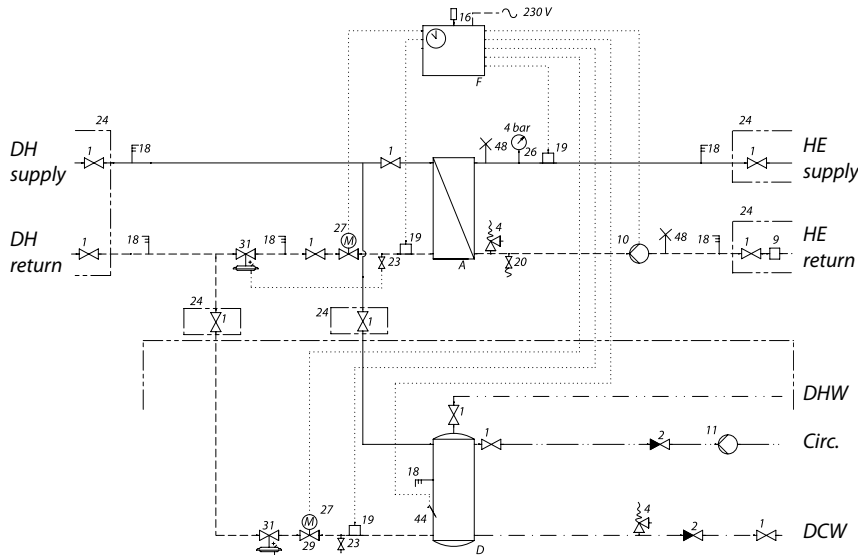 16 230 V
F
24 4 bar 24
DH supply 1 18 1 48 26 19 18 1 HE supply
24
DH return 1 18 31 18 1 27 M 19 4 10 48 18 1 9 HE return
23 A 20
24 1 24 1
DHW
1
1 2 11 Circ.
18
27 44 4
31 M 19 2 1 DCW
29 23 D